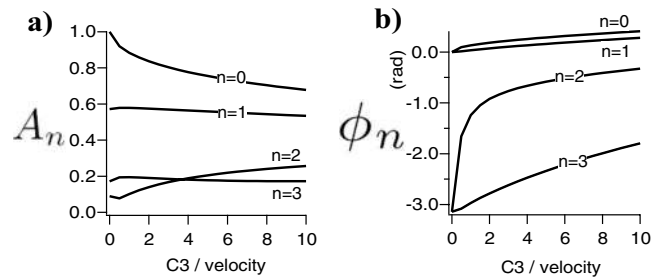 a)
1.0
0.8
0.6
0.4
0.2
0.0
A_n
n=0
n=1
n=2
n=3
0 2 4 6 8 10
C3 / velocity
b)
0.0
-1.0
-2.0
-3.0
(rad)
ϕ_n
n=0
n=1
n=2
n=3
0 2 4 6 8 10
C3 / velocity